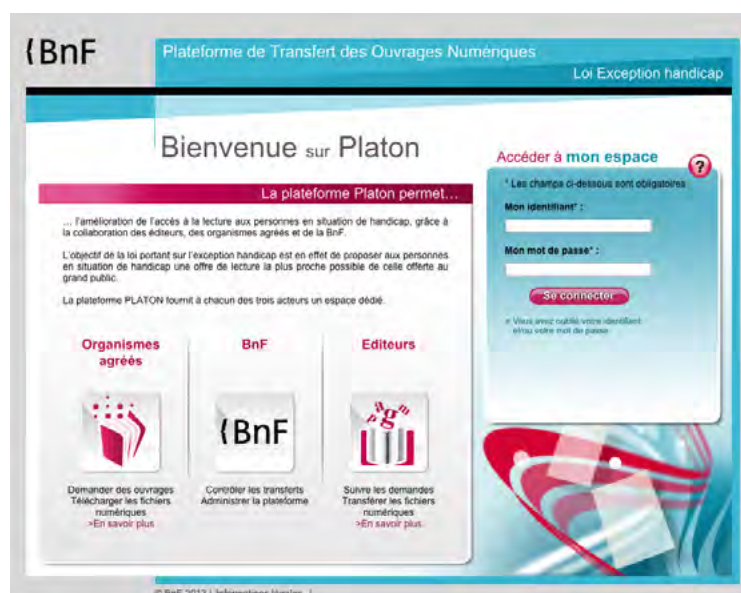 {BnF
Plateforme de Transfert des Ouvrages Numériques
Loi Exception handicap
Bienvenue sur Platon
La plateforme Platon permet...
... l'amélioration de l'accès à la lecture aux personnes en situation de handicap, grâce à
la collaboration des éditeurs, des organismes agréés et de la BnF.
L'objectif de la loi portant sur l'exception handicap est en effet de proposer aux personnes
en situation de handicap une offre de lecture la plus proche possible de celle offerte au
grand public.
La plateforme PLATON fournit à chacun des trois acteurs un espace dédié.
Organismes
agréés
Demander des ouvrages
Télécharger les fichiers
numériques
>En savoir plus
BnF
{BnF
Contrôler les transferts
Administrer la plateforme
Editeurs
p a g m
Suivre les demandes
Transférer les fichiers
numériques
>En savoir plus
Accéder à mon espace
?
* Les champs ci-dessous sont obligatoires
Mon identifiant* :
Mon mot de passe* :
Se connecter
» Vous avez oublié votre identifiant
et/ou votre mot de passe
© BnF 2013 | Informations légales |